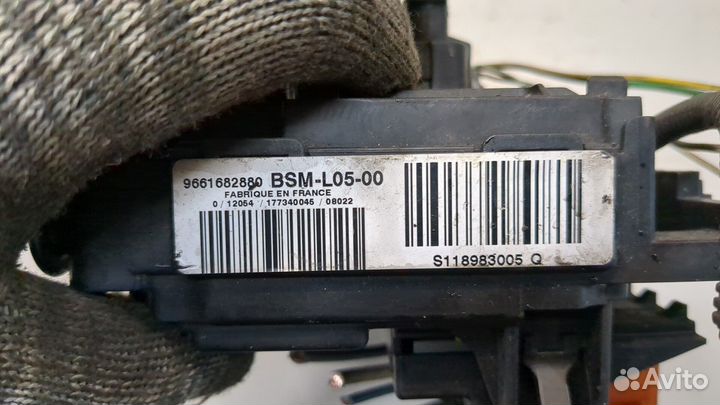 9661682880 BSM-L05-00
FABRIQUE EN FRANCE
0 / 12054 / 177340045 / 08022
S118983005 Q
Avito